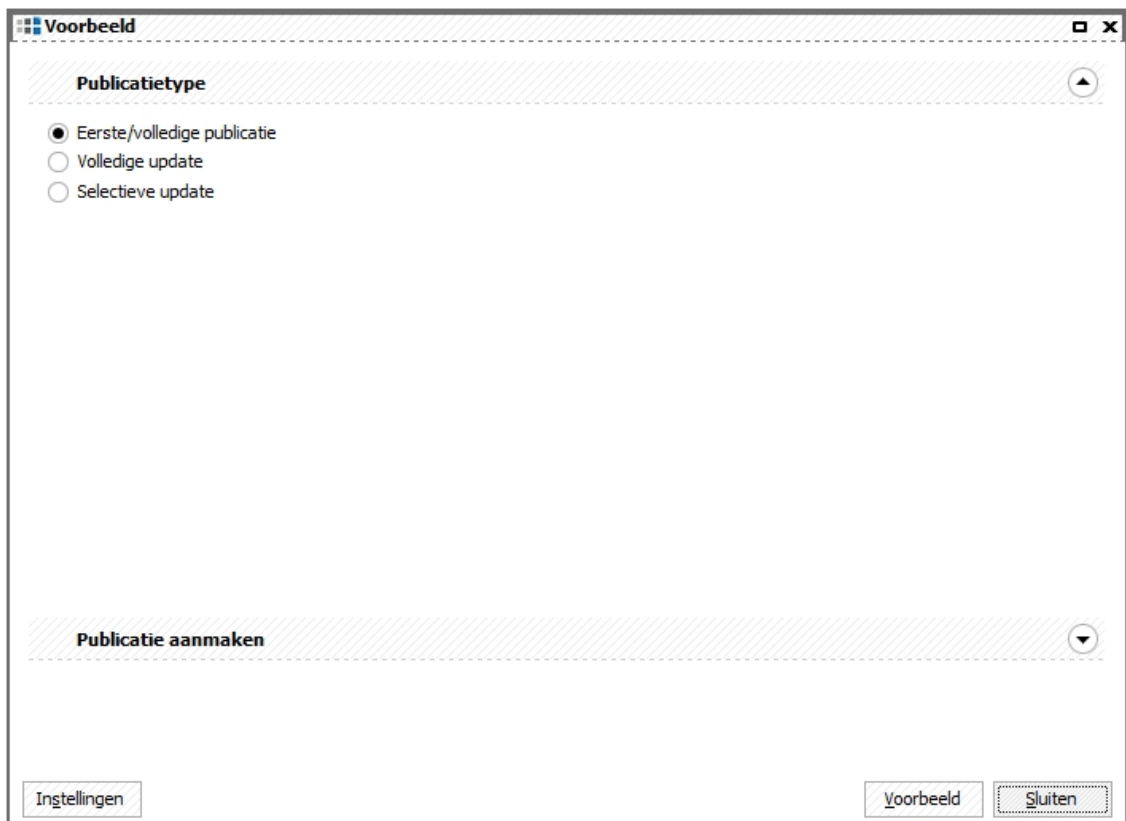 Voorbeeld
Publicatietype
Eerste/volledige publicatie
Volledige update
Selectieve update
Publicatie aanmaken
Instellingen
Voorbeeld
Sluiten